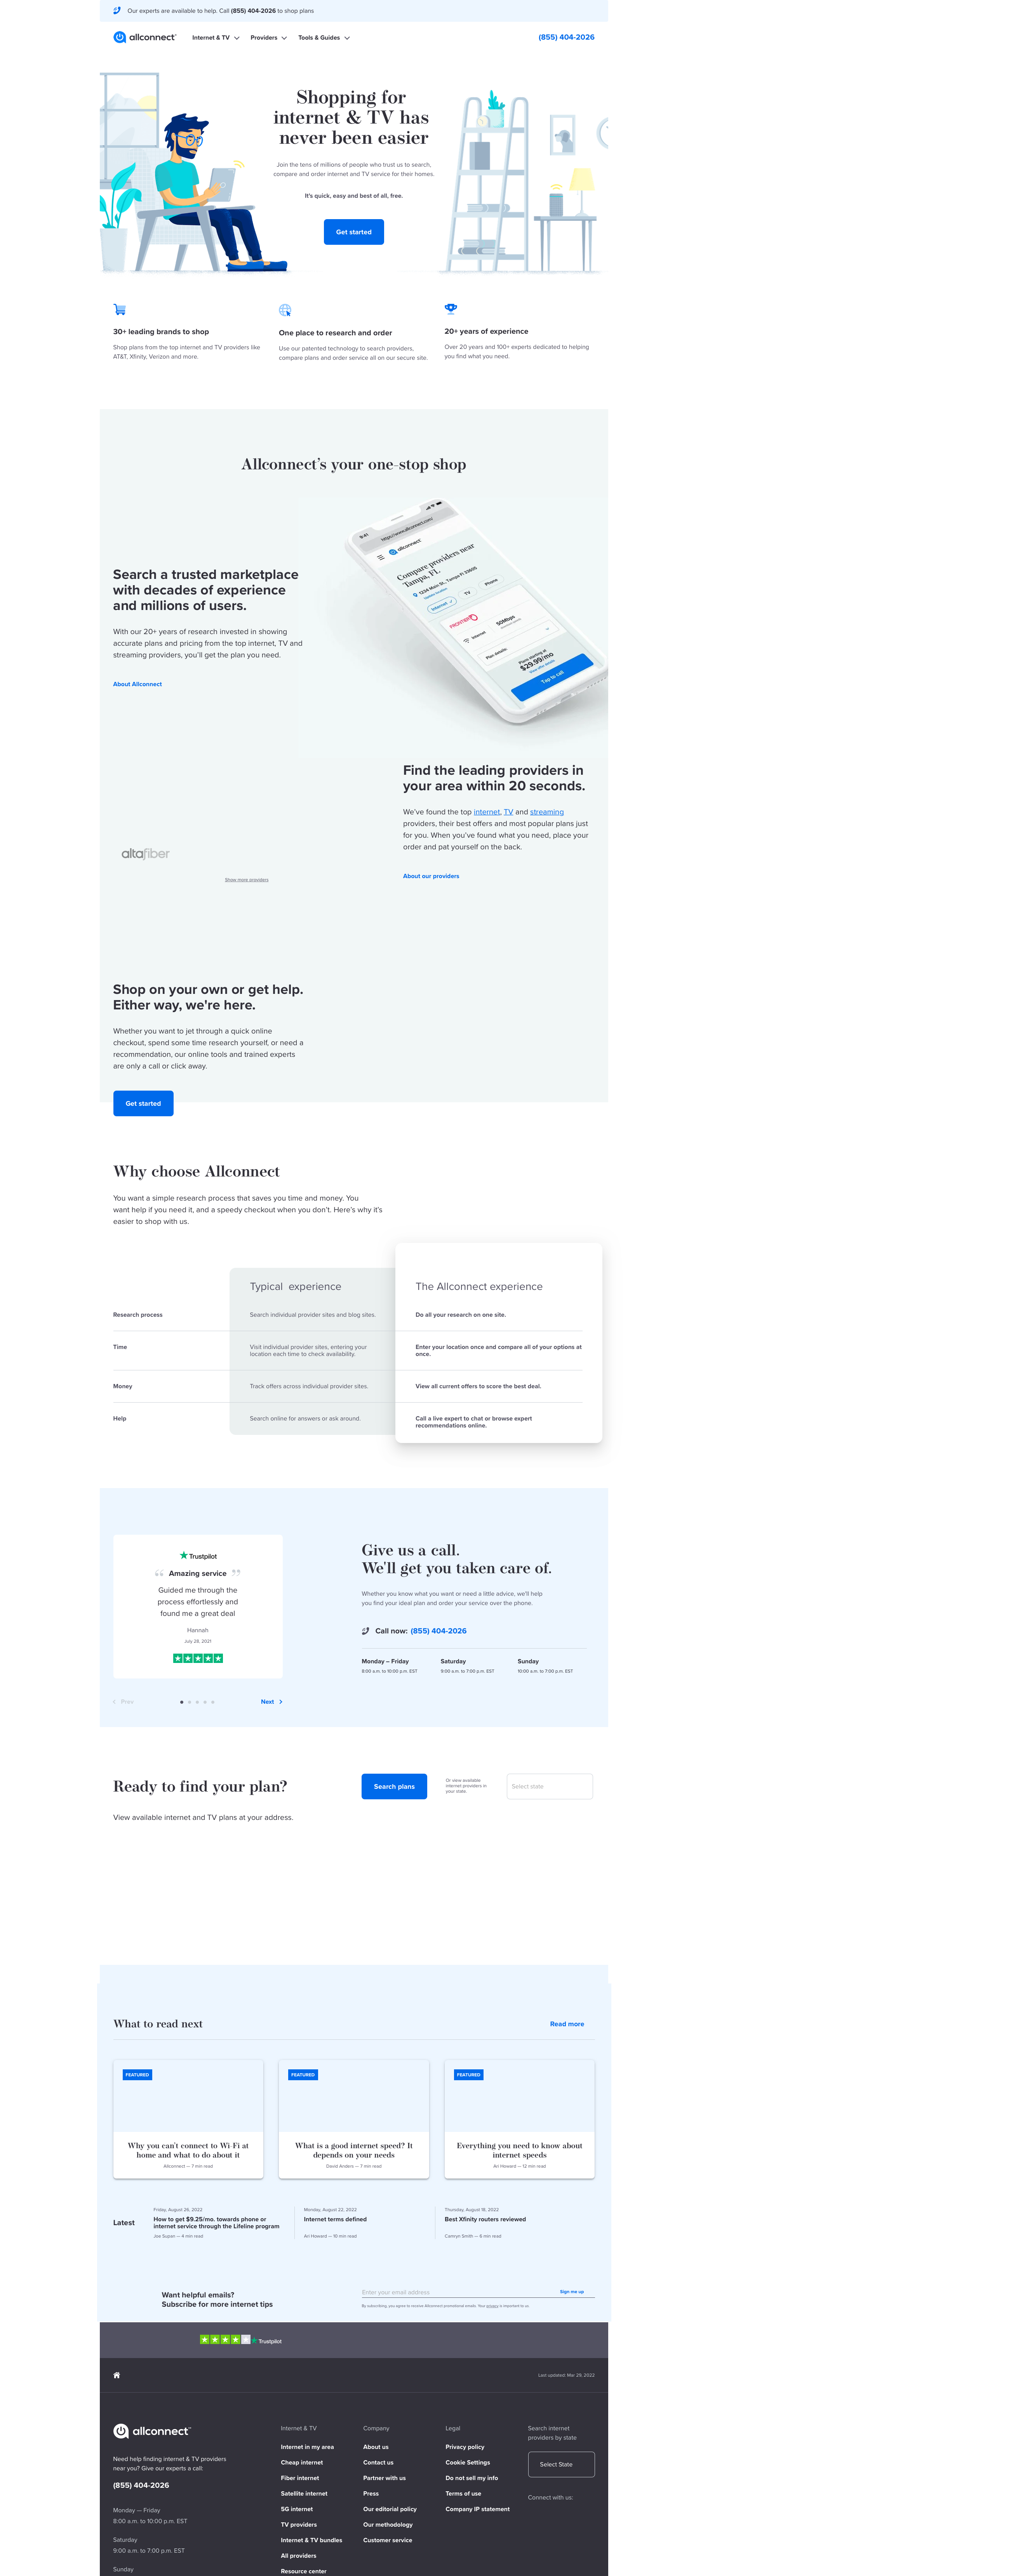 Our experts are available to help. Call (855) 404-2026 to shop plans
allconnect
Internet & TV
Providers
Tools & Guides
(855) 404-2026
Shopping for
internet & TV has
never been easier
Join the tens of millions of people who trust us to search,
compare and order internet and TV service for their homes.
It's quick, easy and best of all, free.
Get started
30+ leading brands to shop
Shop plans from the top internet and TV providers like
AT&T, Xfinity, Verizon and more.
One place to research and order
Use our patented technology to search providers,
compare plans and order service all on our secure site.
20+ years of experience
Over 20 years and 100+ experts dedicated to helping
you find what you need.
Allconnect's your one-stop shop
9:41
https://www.allconnect.com/
allconnect
Compare providers near
Tampa, FL
1234 Main St., Tampa Fl 33605
Update location
Internet
TV
Phone
FRONTIER
Internet
50Mbps
Plan details
Plans starting at
$29.99/mo
View offer details
Tap to call
Search a trusted marketplace
with decades of experience
and millions of users.
With our 20+ years of research invested in showing
accurate plans and pricing from the top internet, TV and
streaming providers, you'll get the plan you need.
About Allconnect
Find the leading providers in
your area within 20 seconds.
We've found the top internet, TV and streaming
providers, their best offers and most popular plans just
for you. When you've found what you need, place your
order and pat yourself on the back.
About our providers
altafiber
Show more providers
Shop on your own or get help.
Either way, we're here.
Whether you want to jet through a quick online
checkout, spend some time research yourself, or need a
recommendation, our online tools and trained experts
are only a call or click away.
Get started
Why choose Allconnect
You want a simple research process that saves you time and money. You
want help if you need it, and a speedy checkout when you don't. Here's why it's
easier to shop with us.
Typical experience
The Allconnect experience
Research process
Search individual provider sites and blog sites.
Do all your research on one site.
Time
Visit individual provider sites, entering your
location each time to check availability.
Enter your location once and compare all of your options at
once.
Money
Track offers across individual provider sites.
View all current offers to score the best deal.
Help
Search online for answers or ask around.
Call a live expert to chat or browse expert
recommendations online.
Trustpilot
Amazing service
Guided me through the
process effortlessly and
found me a great deal
Hannah
July 28, 2021
Prev
Next
Give us a call.
We'll get you taken care of.
Whether you know what you want or need a little advice, we'll help
you find your ideal plan and order your service over the phone.
Call now: (855) 404-2026
Monday – Friday
8:00 a.m. to 10:00 p.m. EST
Saturday
9:00 a.m. to 7:00 p.m. EST
Sunday
10:00 a.m. to 7:00 p.m. EST
Ready to find your plan?
View available internet and TV plans at your address.
Search plans
Or view available
internet providers in
your state.
Select state
What to read next
Read more
FEATURED
Why you can't connect to Wi-Fi at
home and what to do about it
Allconnect — 7 min read
FEATURED
What is a good internet speed? It
depends on your needs
David Anders — 7 min read
FEATURED
Everything you need to know about
internet speeds
Ari Howard — 12 min read
Latest
Friday, August 26, 2022
How to get $9.25/mo. towards phone or
internet service through the Lifeline program
Joe Supan — 4 min read
Monday, August 22, 2022
Internet terms defined
Ari Howard — 10 min read
Thursday, August 18, 2022
Best Xfinity routers reviewed
Camryn Smith — 6 min read
Want helpful emails?
Subscribe for more internet tips
Enter your email address
Sign me up
By subscribing, you agree to receive Allconnect promotional emails. Your privacy is important to us.
Trustpilot
Last updated: Mar 29, 2022
allconnect
Need help finding internet & TV providers
near you? Give our experts a call:
(855) 404-2026
Monday — Friday
8:00 a.m. to 10:00 p.m. EST
Saturday
9:00 a.m. to 7:00 p.m. EST
Sunday
Internet & TV
Internet in my area
Cheap internet
Fiber internet
Satellite internet
5G internet
TV providers
Internet & TV bundles
All providers
Resource center
Company
About us
Contact us
Partner with us
Press
Our editorial policy
Our methodology
Customer service
Legal
Privacy policy
Cookie Settings
Do not sell my info
Terms of use
Company IP statement
Search internet
providers by state
Select State
Connect with us: